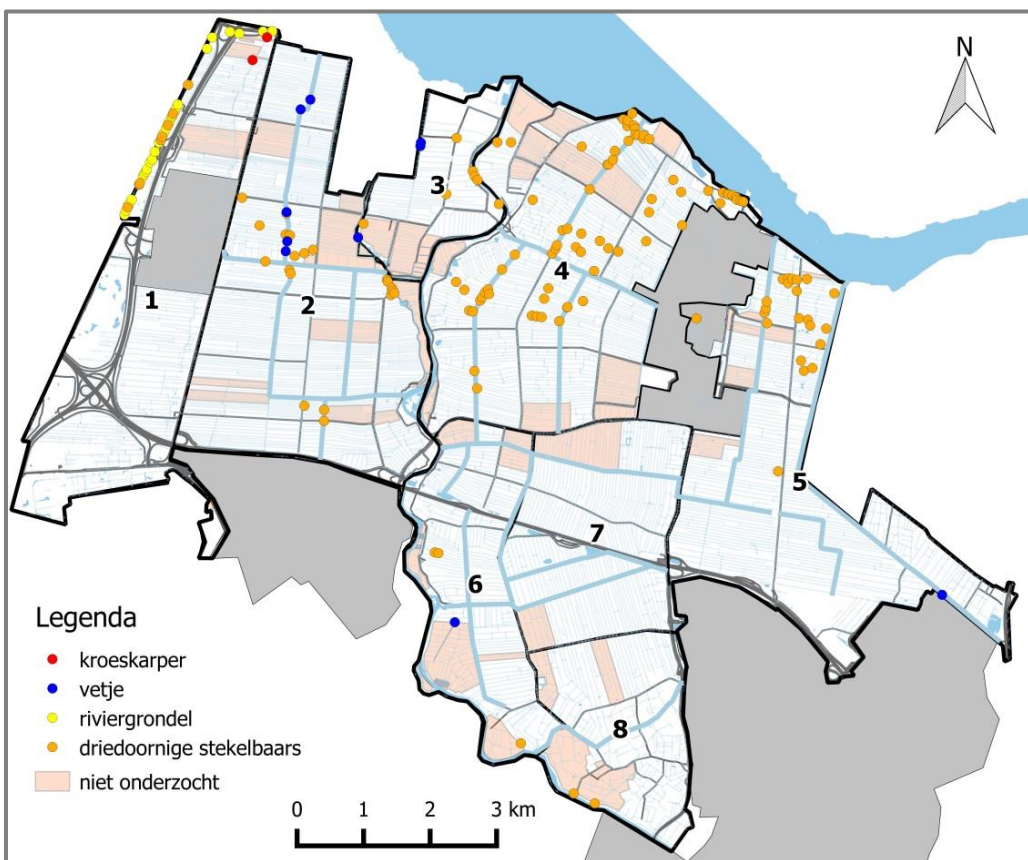 N
1
2
3
4
5
6
7
8
Legenda
kroeskarper
vetje
riviergrondel
driedoornige stekelbaars
niet onderzocht
0 1 2 3 km